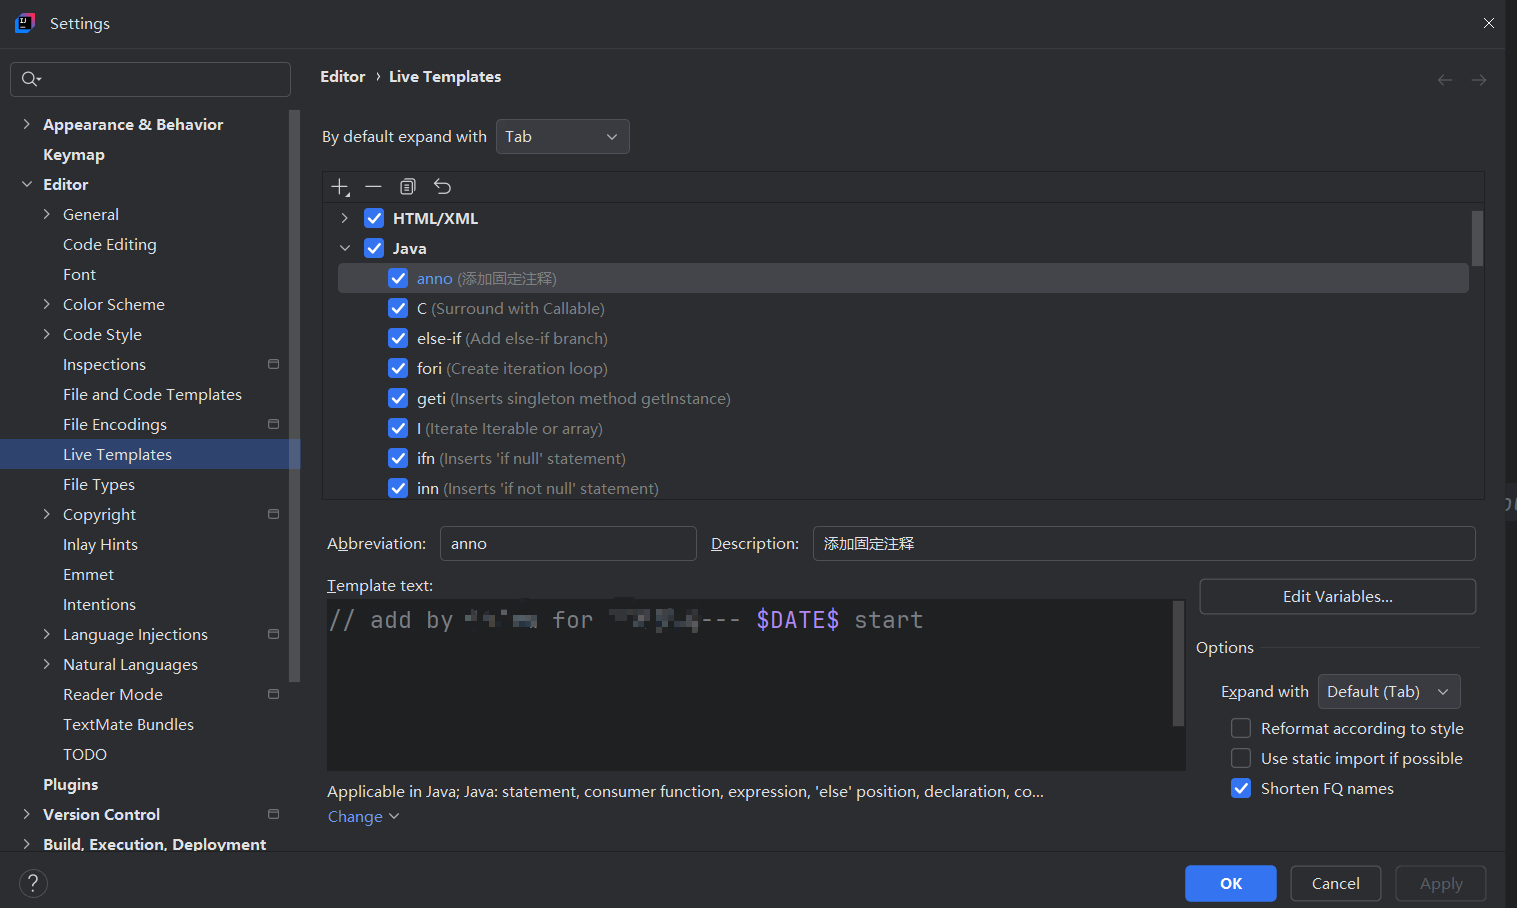 Settings
Appearance & Behavior
Keymap
Editor
General
Code Editing
Font
Color Scheme
Code Style
Inspections
File and Code Templates
File Encodings
Live Templates
File Types
Copyright
Inlay Hints
Emmet
Intentions
Language Injections
Natural Languages
Reader Mode
TextMate Bundles
TODO
Plugins
Version Control
Build, Execution, Deployment
Editor › Live Templates
By default expand with Tab
HTML/XML
Java
anno (添加固定注释)
C (Surround with Callable)
else-if (Add else-if branch)
fori (Create iteration loop)
geti (Inserts singleton method getInstance)
I (Iterate Iterable or array)
ifn (Inserts 'if null' statement)
inn (Inserts 'if not null' statement)
Abbreviation: anno Description: 添加固定注释
Template text:
// add by for --- $DATE$ start
Edit Variables...
Options
Expand with Default (Tab)
Reformat according to style
Use static import if possible
Shorten FQ names
Applicable in Java; Java: statement, consumer function, expression, 'else' position, declaration, co...
Change
? OK Cancel Apply